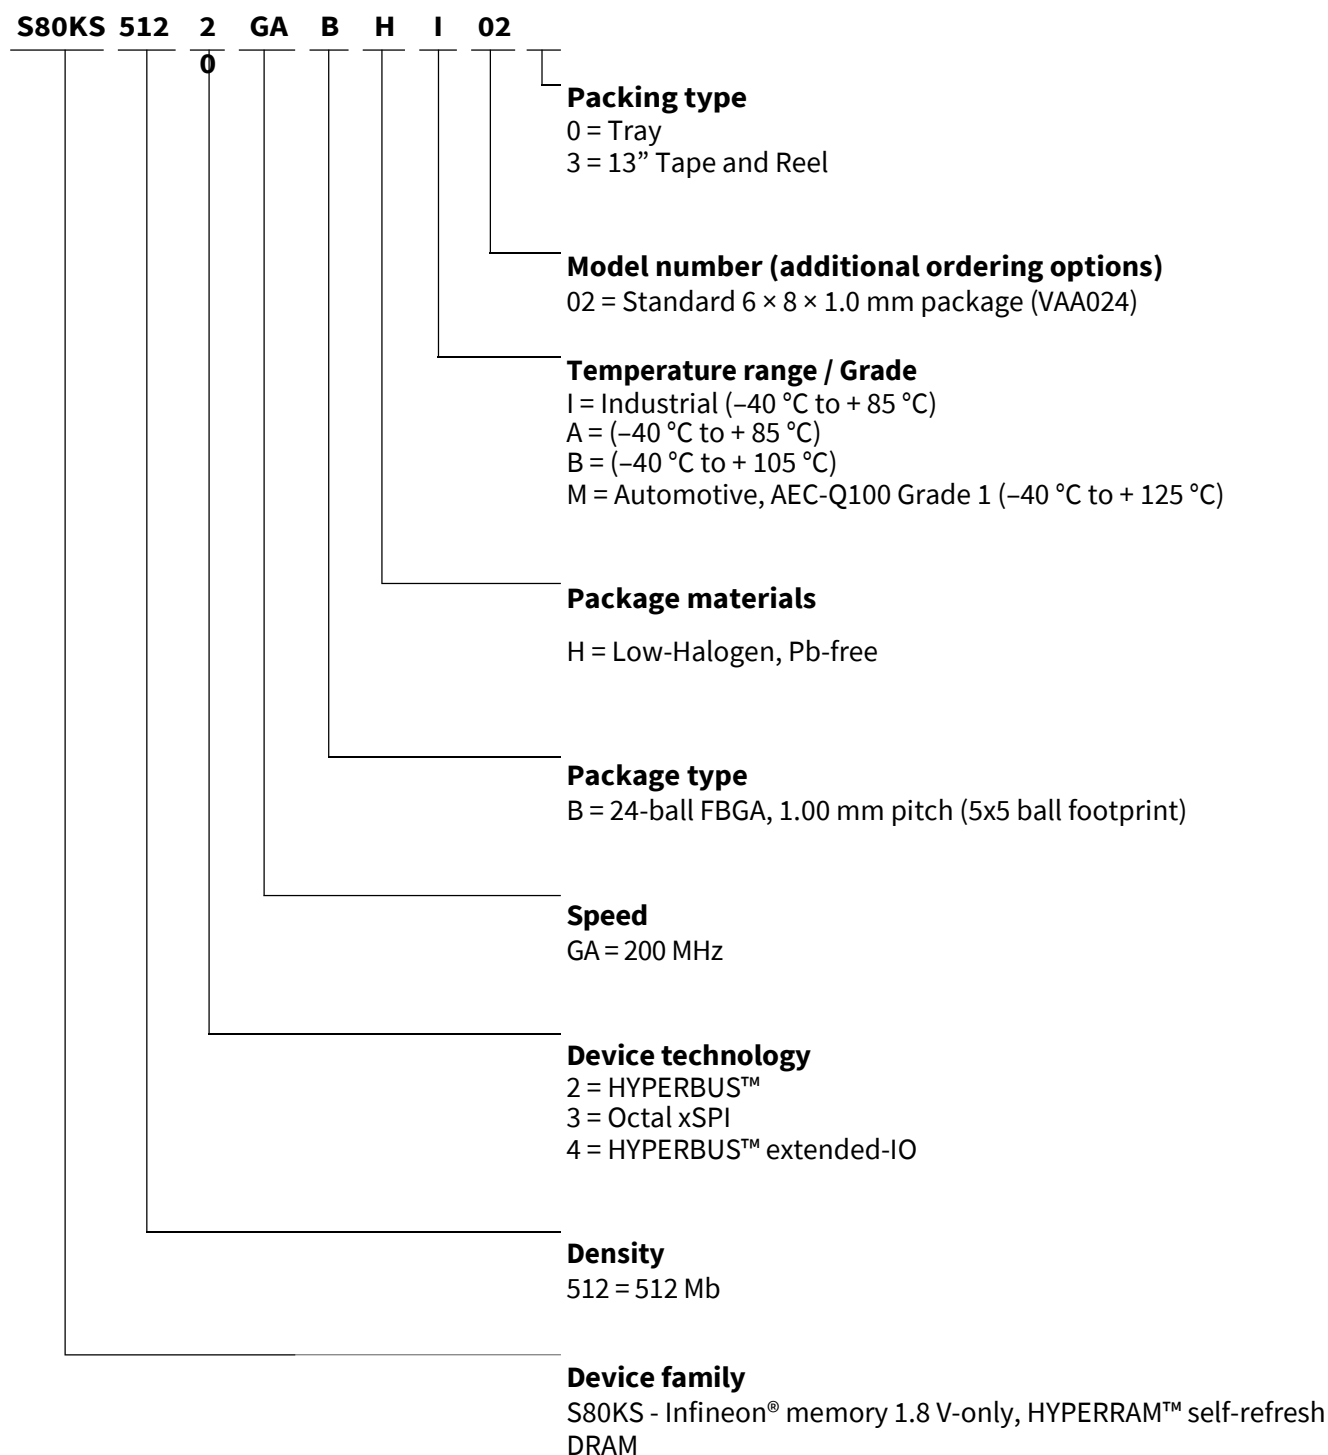 S80KS 512 2 GA B H I 02
0
Packing type
0 = Tray
3 = 13” Tape and Reel
Model number (additional ordering options)
02 = Standard 6 × 8 × 1.0 mm package (VAA024)
Temperature range / Grade
I = Industrial (–40 °C to + 85 °C)
A = (–40 °C to + 85 °C)
B = (–40 °C to + 105 °C)
M = Automotive, AEC-Q100 Grade 1 (–40 °C to + 125 °C)
Package materials
H = Low-Halogen, Pb-free
Package type
B = 24-ball FBGA, 1.00 mm pitch (5x5 ball footprint)
Speed
GA = 200 MHz
Device technology
2 = HYPERBUS™
3 = Octal xSPI
4 = HYPERBUS™ extended-IO
Density
512 = 512 Mb
Device family
S80KS - Infineon® memory 1.8 V-only, HYPERRAM™ self-refresh
DRAM